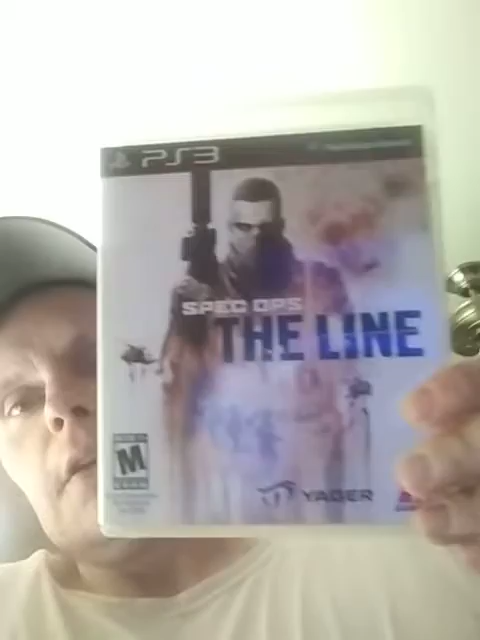 PS3
SPEC OPS
THE LINE
M
YAGER